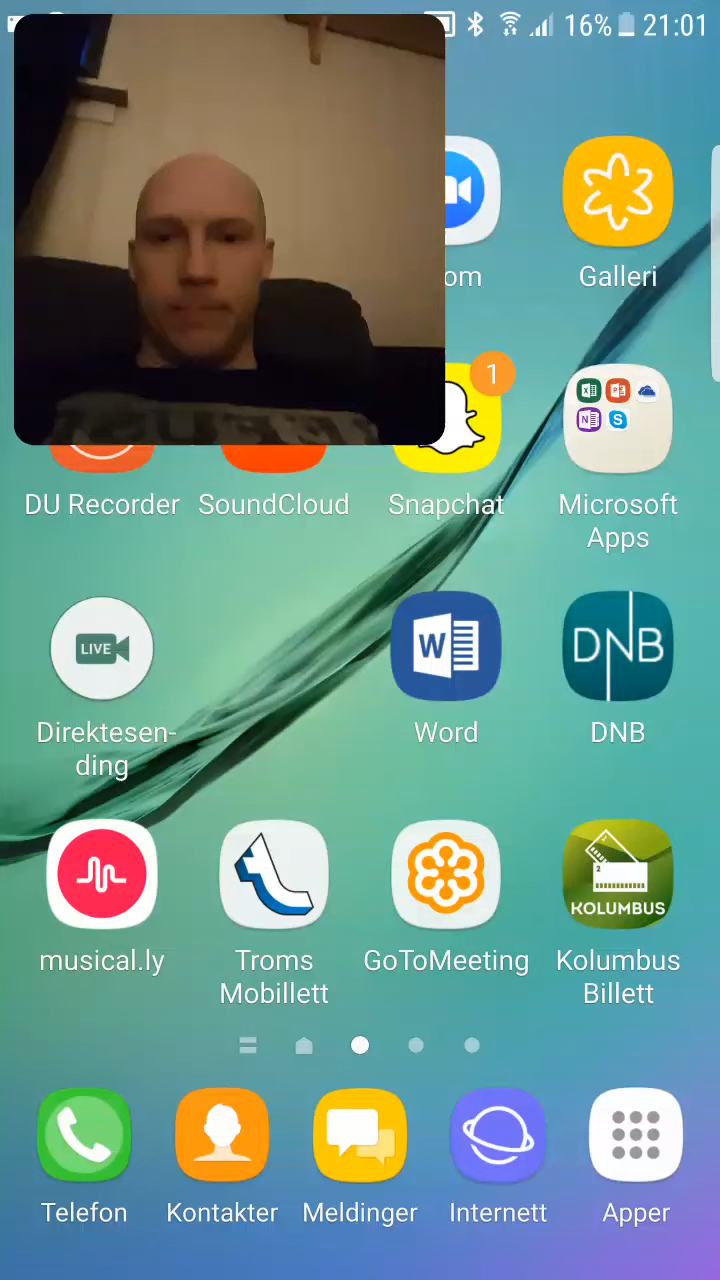 16% 21:01
om
Galleri
1
DU Recorder
SoundCloud
Snapchat
Microsoft
Apps
LIVE
W
DNB
Direktesen-
ding
Word
DNB
KOLUMBUS
musical.ly
Troms
Mobillett
GoToMeeting
Kolumbus
Billett
Telefon
Kontakter
Meldinger
Internett
Apper